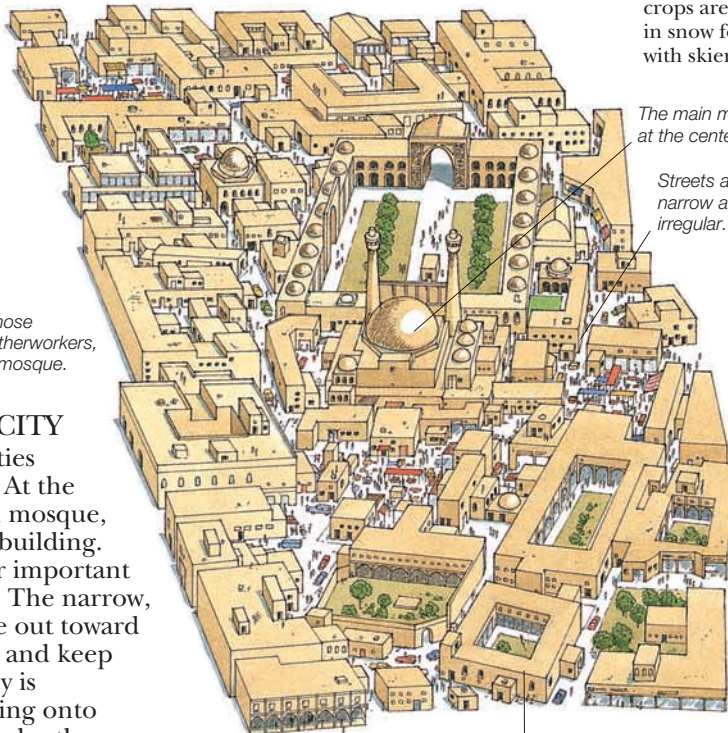 crops are
in snow
with skier
The main
at the cente
Streets a
narrow a
irregular.
hose
therworkers,
mosque.
CITY
ties
At the
mosque,
building.
r important
The narrow,
e out toward
and keep
y is
ing onto